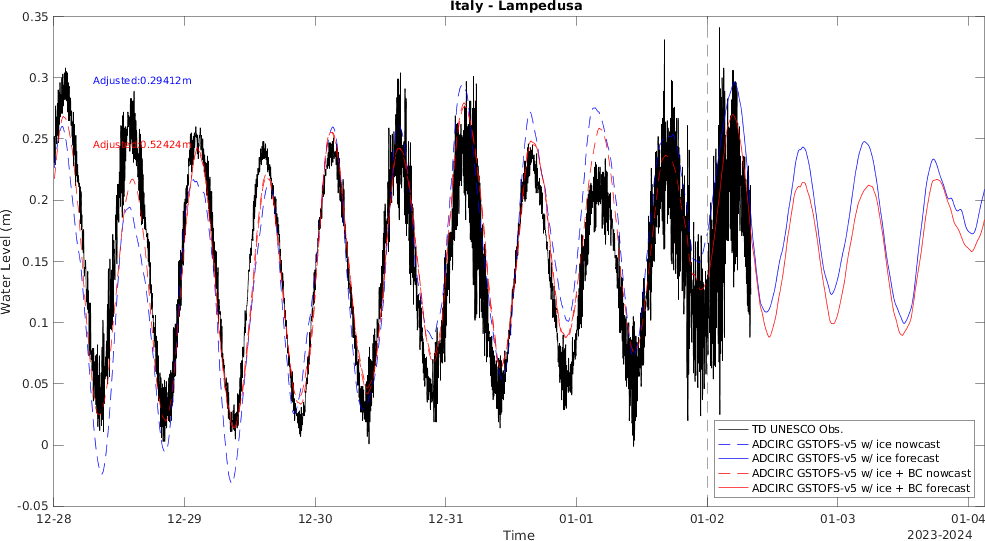 Italy - Lampedusa
0.35
0.3
0.25
0.2
0.15
0.1
0.05
0
-0.05
Water Level (m)
Adjusted:0.29412m
Adjusted:0.52424m
TD UNESCO Obs.
ADCIRC GSTOFS-v5 w/ ice nowcast
ADCIRC GSTOFS-v5 w/ ice forecast
ADCIRC GSTOFS-v5 w/ ice + BC nowcast
ADCIRC GSTOFS-v5 w/ ice + BC forecast
12-28 12-29 12-30 12-31 01-01 01-02 01-03 01-04
Time
2023-2024